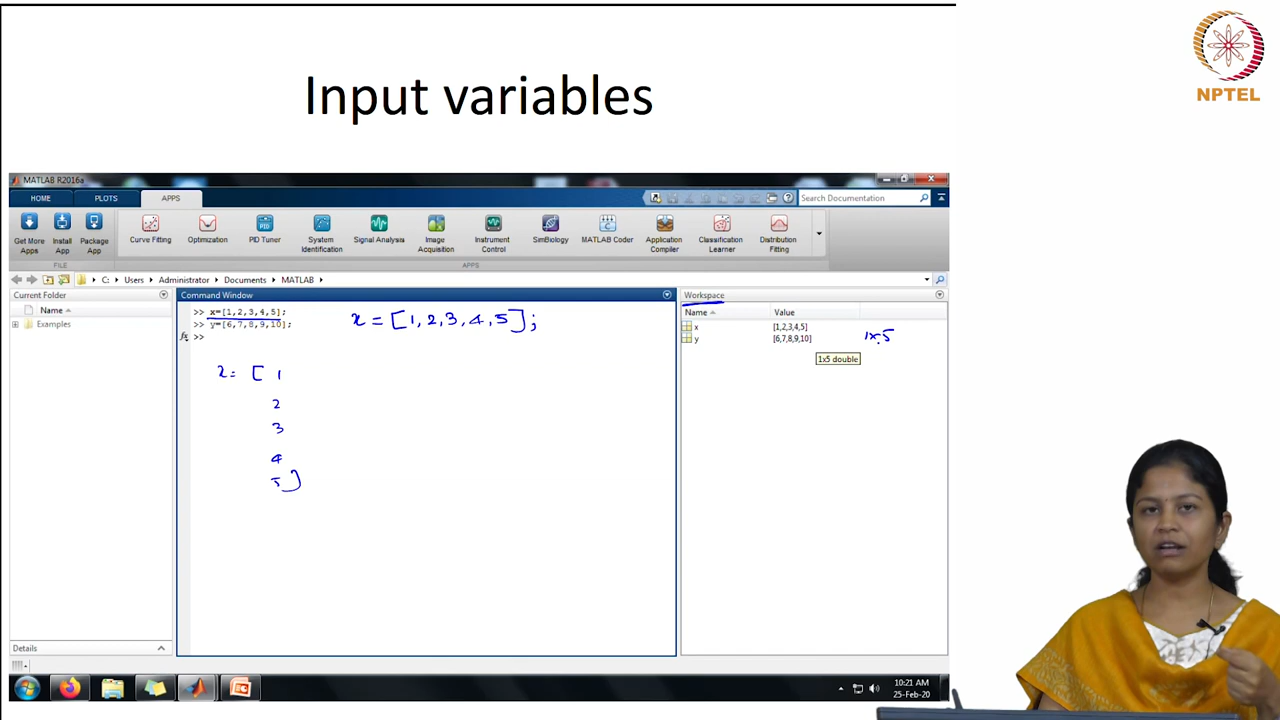 Input variables
NPTEL
MATLAB R2016a
HOME PLOTS APPS Search Documentation
Get More Apps Install App Package App Curve Fitting Optimization PID Tuner System Identification Signal Analysis Image Acquisition Instrument Control SimBiology MATLAB Coder Application Compiler Classification Learner Distribution Fitting
FILE APPS
C: Users Administrator Documents MATLAB
Current Folder Command Window Workspace
Name
Examples
>> x=[1,2,3,4,5];
>> y=[6,7,8,9,10];
fx >>
x = [1,2,3,4,5];
x = [ 1
2
3
4
5 ]
Name Value
x [1,2,3,4,5]
y [6,7,8,9,10]
1x5
1x5 double
Details
10:21 AM
25-Feb-20